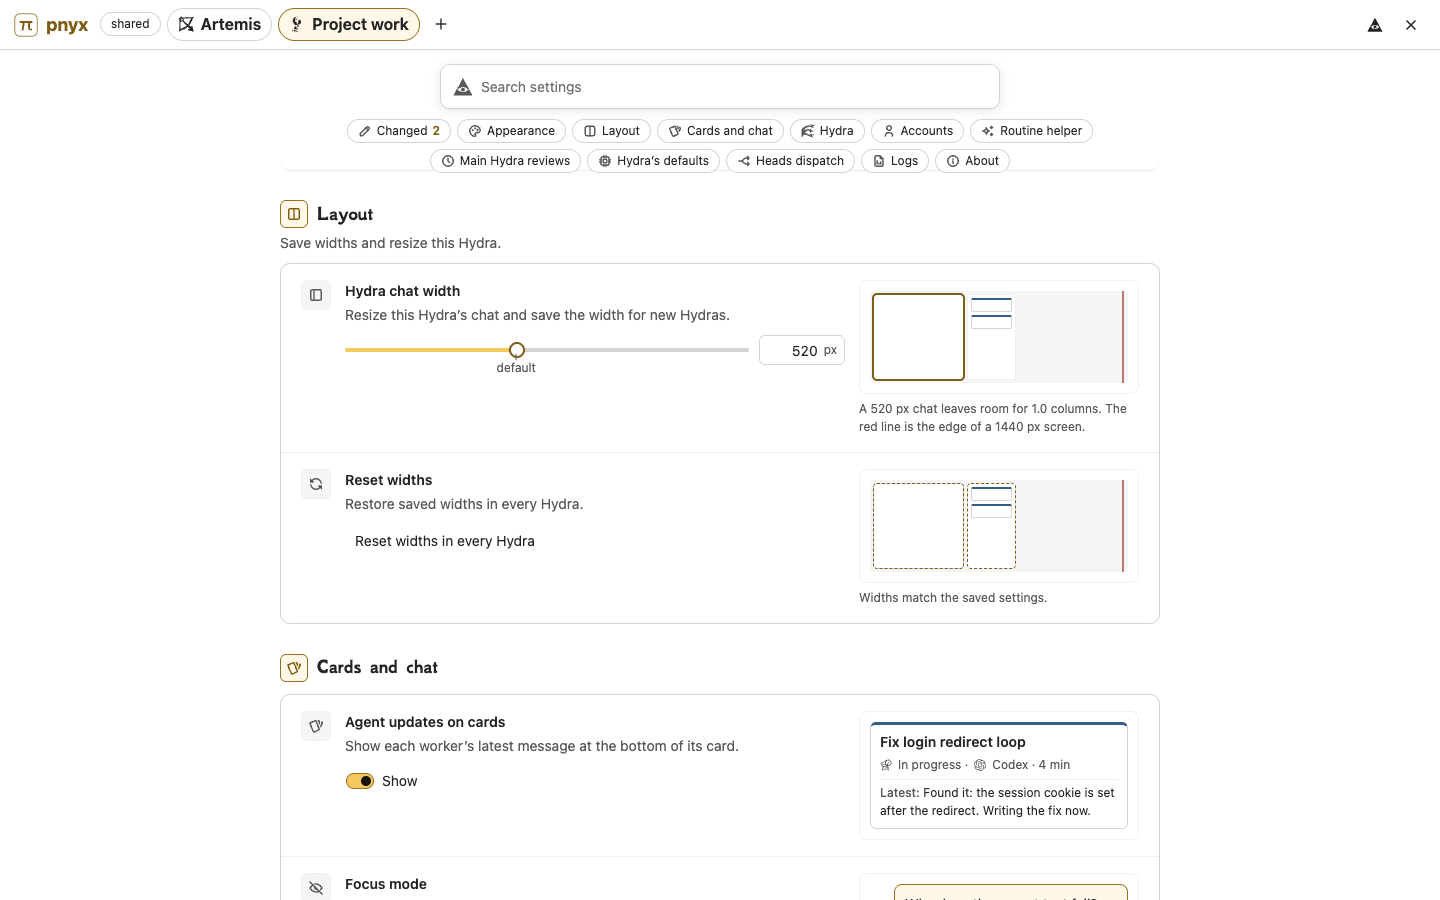 π pnyx shared Artemis Project work +
Search settings
Changed 2 Appearance Layout Cards and chat Hydra Accounts Routine helper
Main Hydra reviews Hydra's defaults Heads dispatch Logs About
Layout
Save widths and resize this Hydra.
Hydra chat width
Resize this Hydra's chat and save the width for new Hydras.
520 px
default
A 520 px chat leaves room for 1.0 columns. The
red line is the edge of a 1440 px screen.
Reset widths
Restore saved widths in every Hydra.
Reset widths in every Hydra
Widths match the saved settings.
Cards and chat
Agent updates on cards
Show each worker's latest message at the bottom of its card.
Show
Fix login redirect loop
In progress · Codex · 4 min
Latest: Found it: the session cookie is set
after the redirect. Writing the fix now.
Focus mode